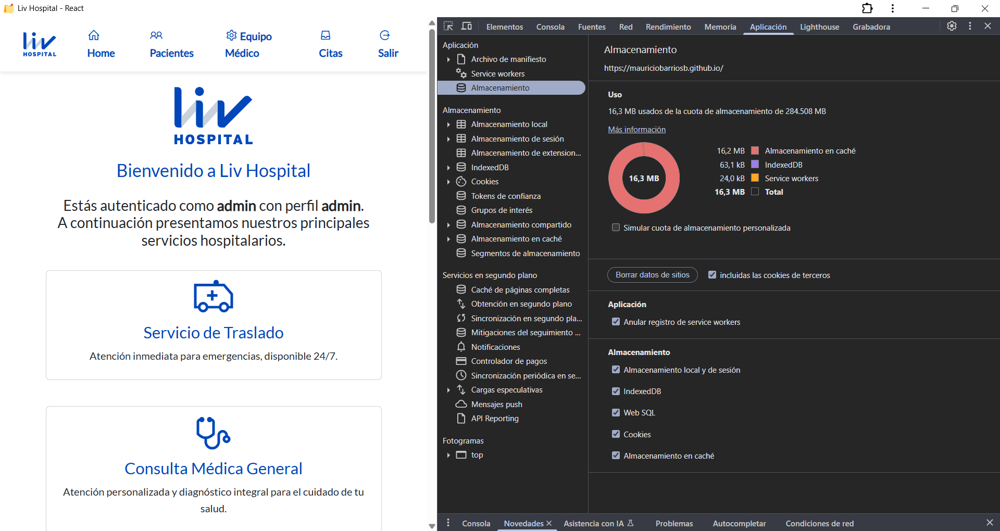 Liv Hospital - React
liv
HOSPITAL
Home
Pacientes
Equipo
Médico
Citas
Salir
liv
HOSPITAL
Bienvenido a Liv Hospital
Estás autenticado como admin con perfil admin.
A continuación presentamos nuestros principales
servicios hospitalarios.
Servicio de Traslado
Atención inmediata para emergencias, disponible 24/7.
Consulta Médica General
Atención personalizada y diagnóstico integral para el cuidado de tu
salud.
Elementos Consola Fuentes Red Rendimiento Memoria Aplicación Lighthouse Grabadora
Aplicación
Archivo de manifiesto
Service workers
Almacenamiento
Almacenamiento
Almacenamiento local
Almacenamiento de sesión
Almacenamiento de extension...
IndexedDB
Cookies
Tokens de confianza
Grupos de interés
Almacenamiento compartido
Almacenamiento en caché
Segmentos de almacenamiento
Servicios en segundo plano
Caché de páginas completas
Obtención en segundo plano
Sincronización en segundo pla...
Mitigaciones del seguimiento ...
Notificaciones
Controlador de pagos
Sincronización periódica en se...
Cargas especulativas
Mensajes push
API Reporting
Fotogramas
top
Almacenamiento
https://mauriciobarriosb.github.io/
Uso
16,3 MB usados de la cuota de almacenamiento de 284.508 MB
Más información
16,3 MB
16,2 MB Almacenamiento en caché
63,1 kB IndexedDB
24,0 kB Service workers
16,3 MB Total
Simular cuota de almacenamiento personalizada
Borrar datos de sitios incluidas las cookies de terceros
Aplicación
Anular registro de service workers
Almacenamiento
Almacenamiento local y de sesión
IndexedDB
Web SQL
Cookies
Almacenamiento en caché
Consola Novedades Asistencia con IA Problemas Autocompletar Condiciones de red